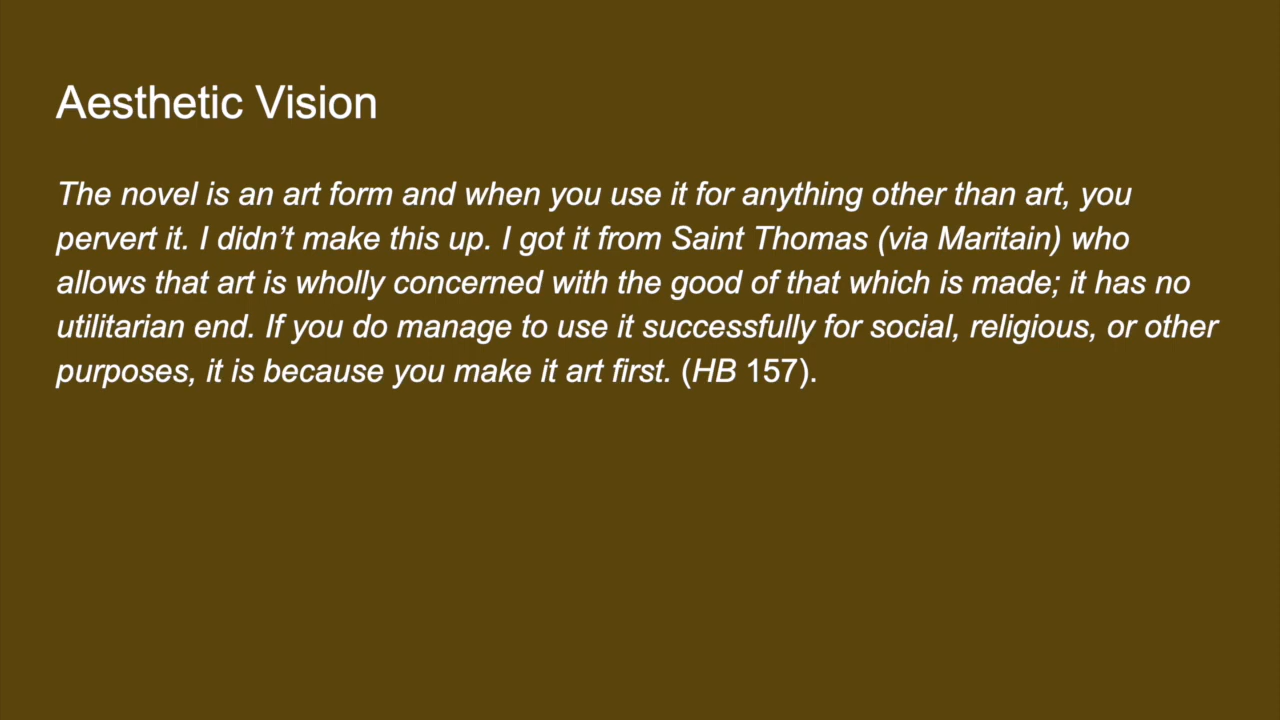 Aesthetic Vision
The novel is an art form and when you use it for anything other than art, you
pervert it. I didn’t make this up. I got it from Saint Thomas (via Maritain) who
allows that art is wholly concerned with the good of that which is made; it has no
utilitarian end. If you do manage to use it successfully for social, religious, or other
purposes, it is because you make it art first. (HB 157).